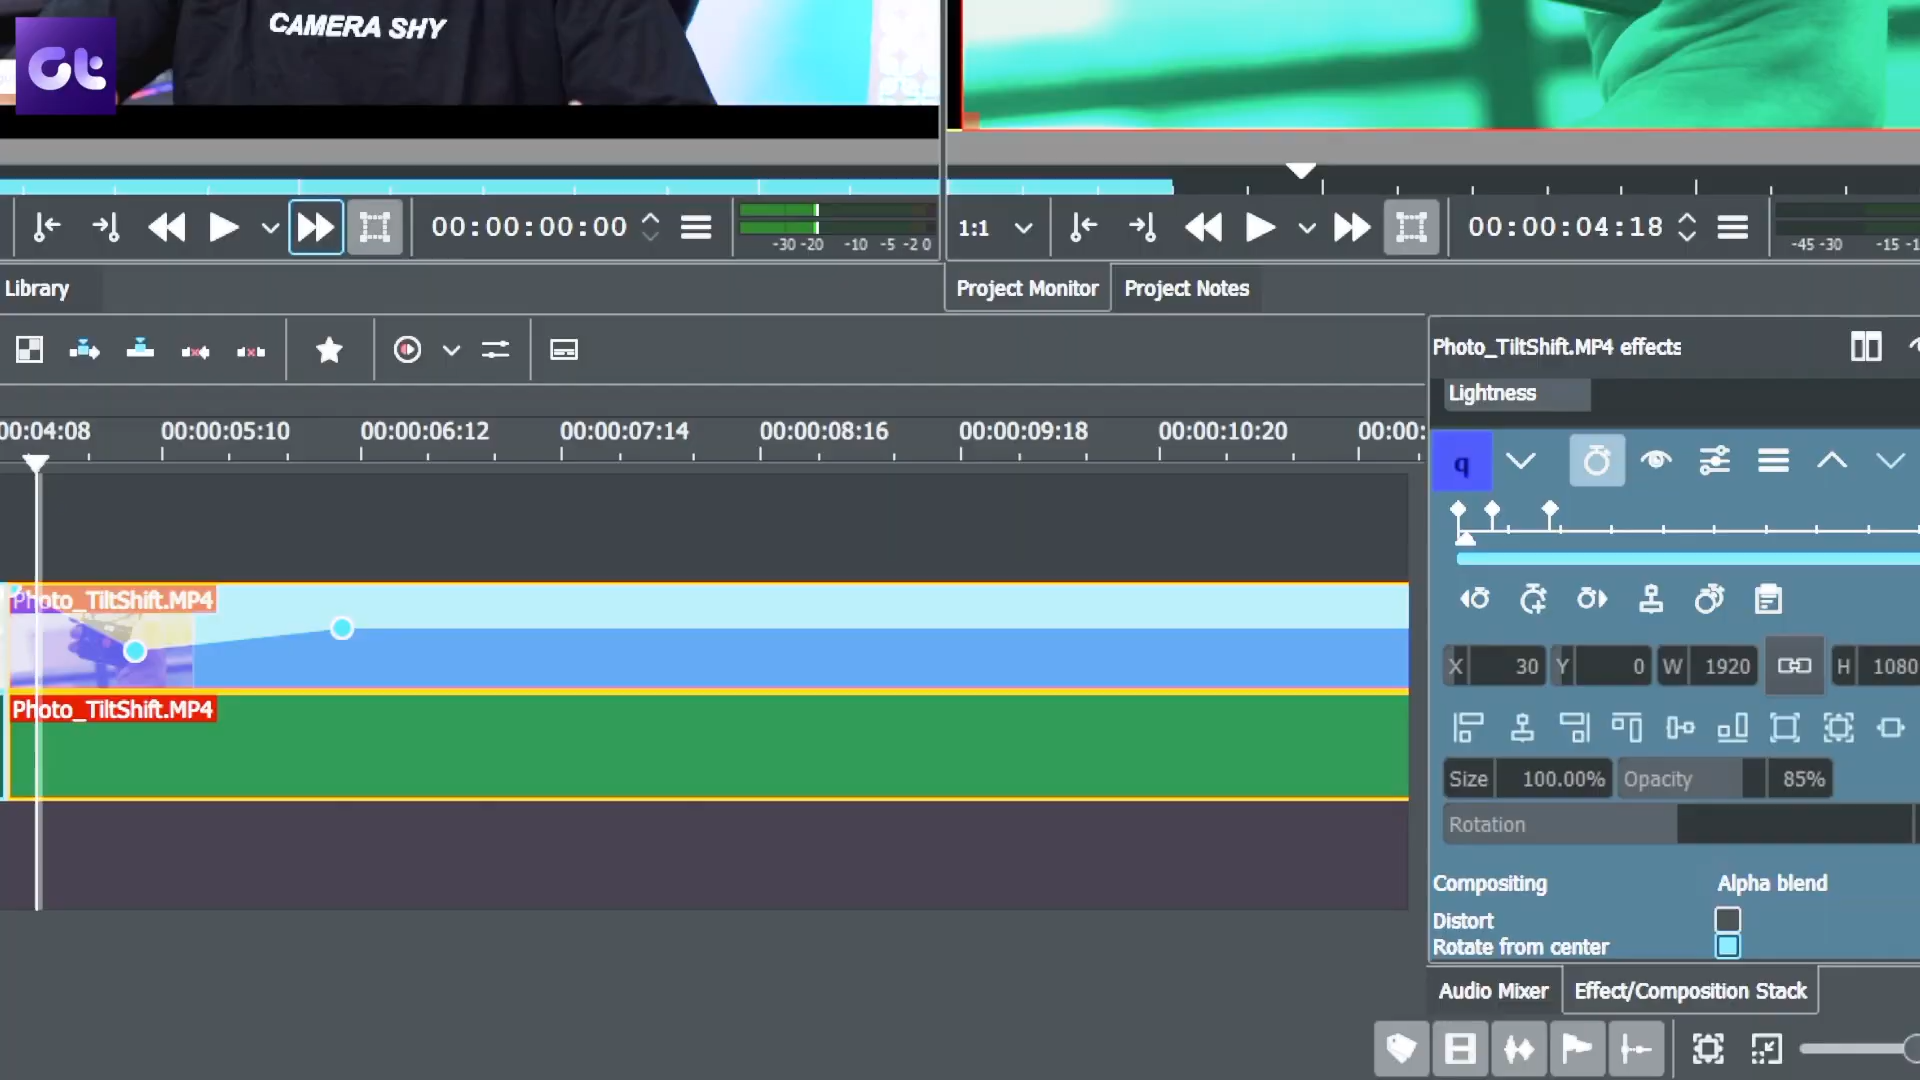 CAMERA SHY
Gt
00:00:00:00
-30 -20 -10 -5 -2 0
1:1
00:00:04:18
-45 -30 -15 -1
Library
Project Monitor
Project Notes
Photo_TiltShift.MP4 effects
Lightness
00:04:08 00:00:05:10 00:00:06:12 00:00:07:14 00:00:08:16 00:00:09:18 00:00:10:20 00:00:
q
Photo_TiltShift.MP4
Photo_TiltShift.MP4
X 30 Y 0 W 1920 H 1080
Size 100.00% Opacity 85%
Rotation
Compositing Alpha blend
Distort
Rotate from center
Audio Mixer Effect/Composition Stack